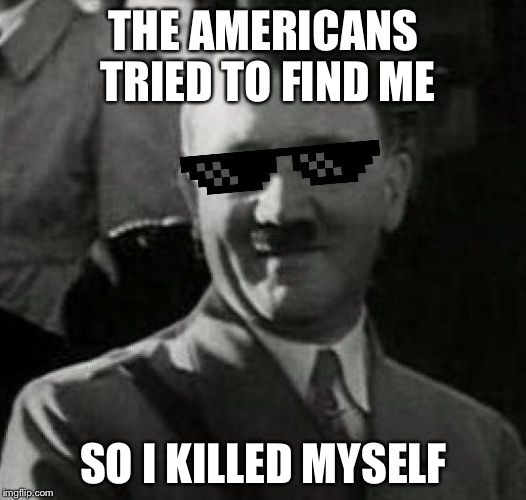 THE AMERICANS
TRIED TO FIND ME
SO I KILLED MYSELF
imgflip.com